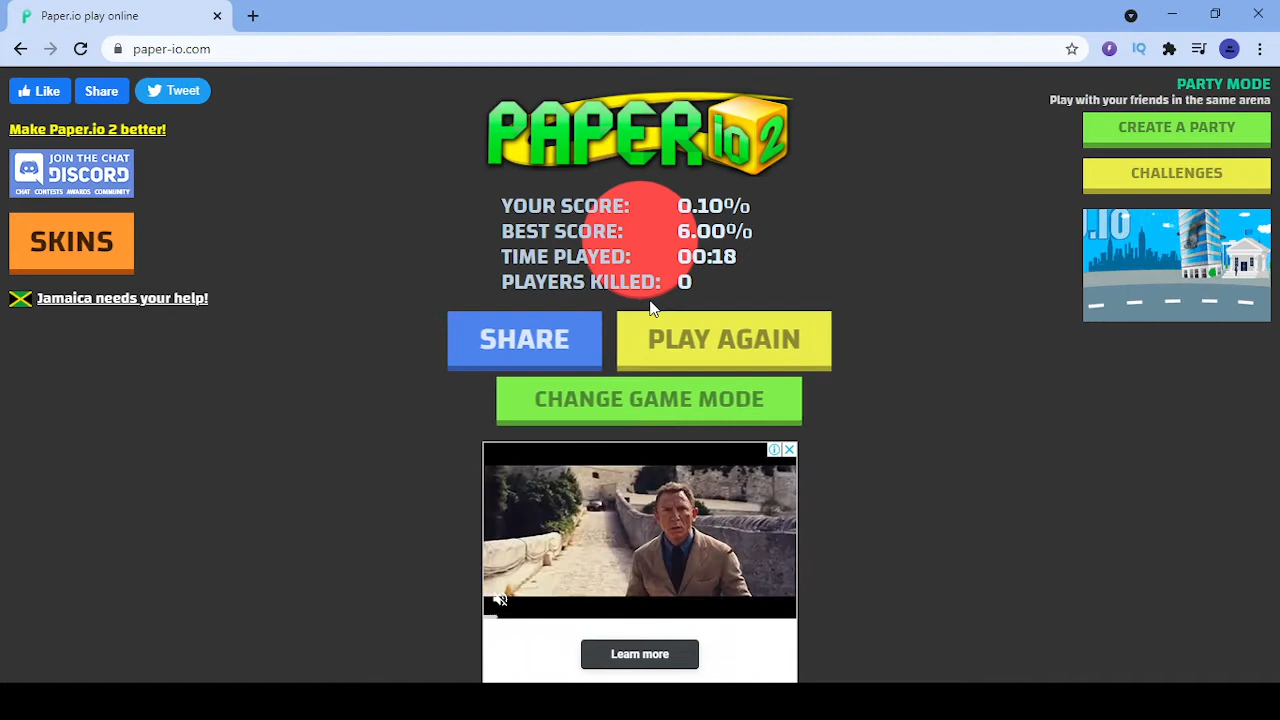 Paper.io play online
paper-io.com
Like
Share
Tweet
Make Paper.io 2 better!
JOIN THE CHAT
DISCORD
CHAT CONTESTS AWARDS COMMUNITY
SKINS
Jamaica needs your help!
PAPER io 2
YOUR SCORE: 0.10%
BEST SCORE: 6.00%
TIME PLAYED: 00:18
PLAYERS KILLED: 0
SHARE
PLAY AGAIN
CHANGE GAME MODE
Learn more
PARTY MODE
Play with your friends in the same arena
CREATE A PARTY
CHALLENGES
.IO
IQ